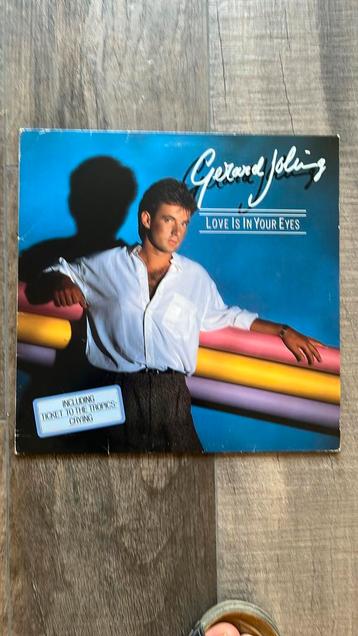 Gerard Joling
LOVE IS IN YOUR EYES
INCLUDING
TICKET TO THE TROPICS·
CRYING